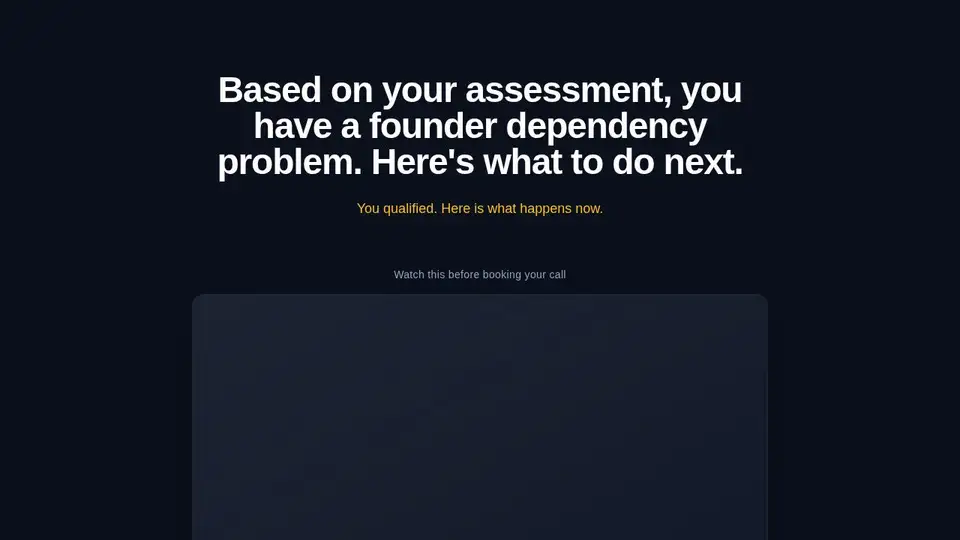 Based on your assessment, you
have a founder dependency
problem. Here's what to do next.
You qualified. Here is what happens now.
Watch this before booking your call